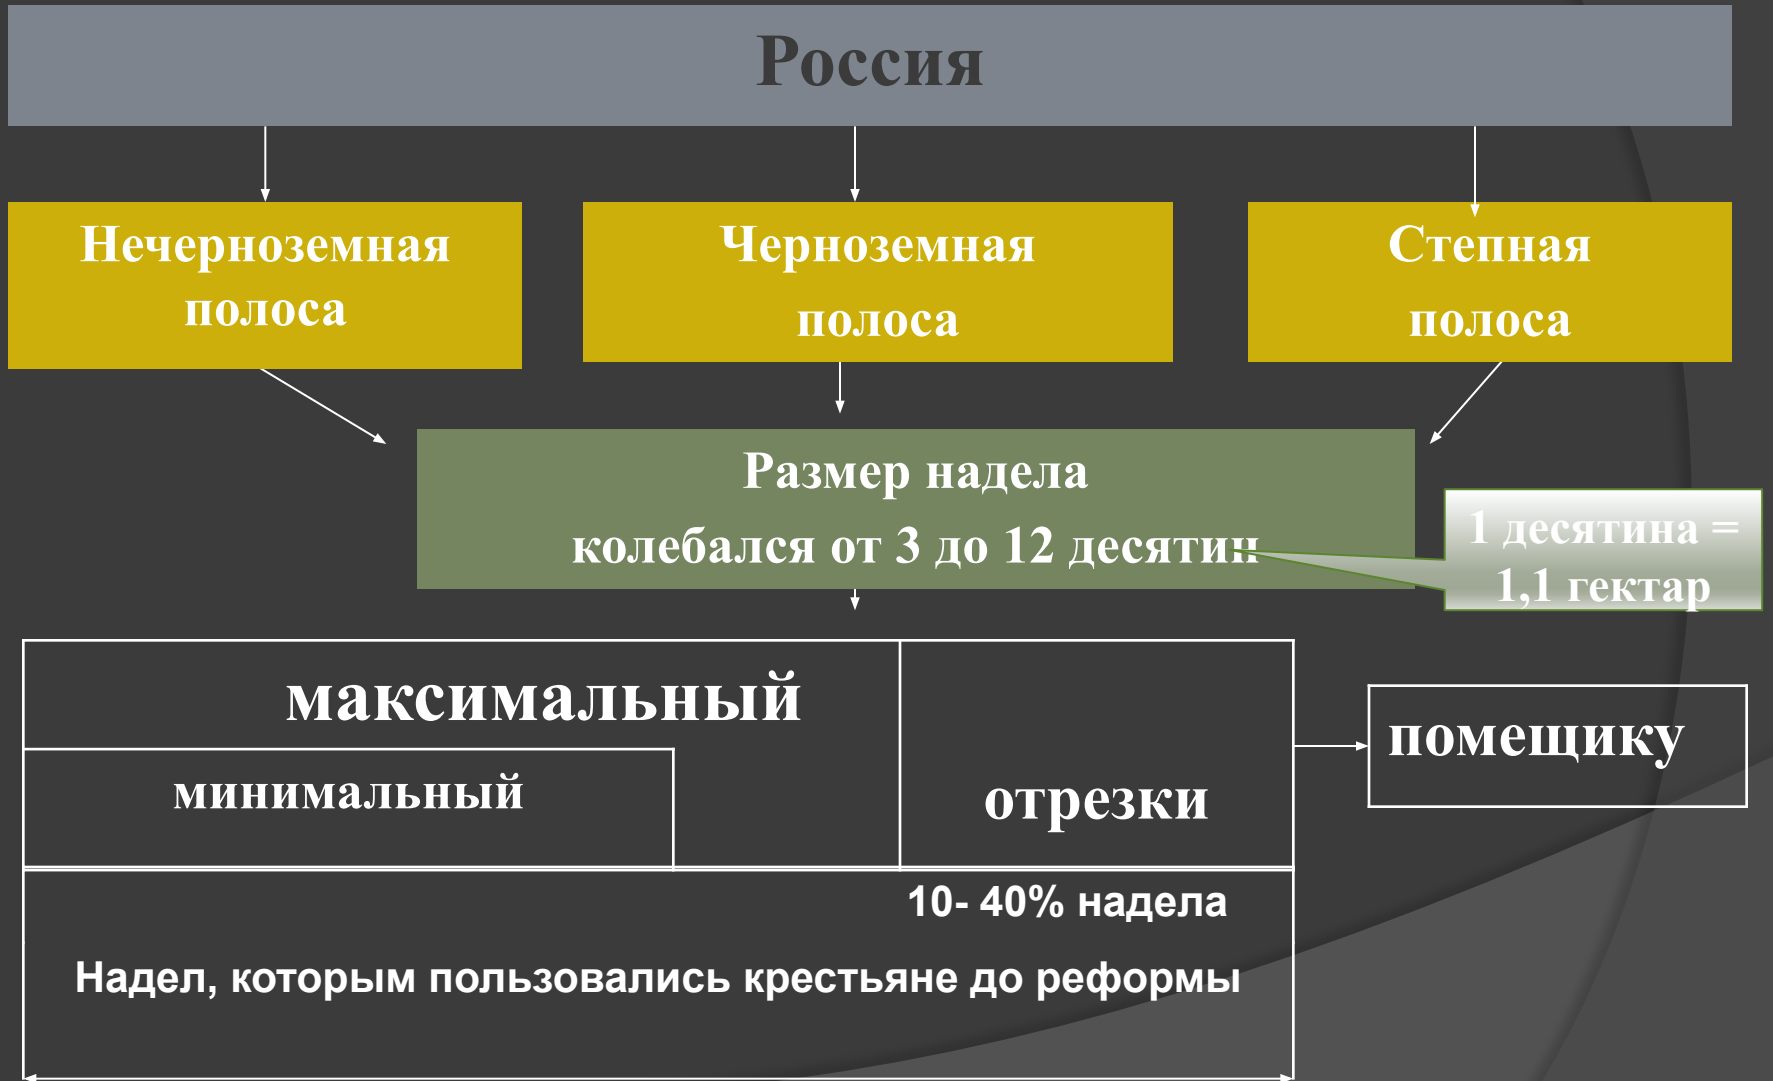 Россия
Нечерноземная
полоса
Черноземная
полоса
Степная
полоса
Размер надела
колебался от 3 до 12 десятин
1 десятина =
1,1 гектар
максимальный
минимальный
отрезки
помещику
10- 40% надела
Надел, которым пользовались крестьяне до реформы